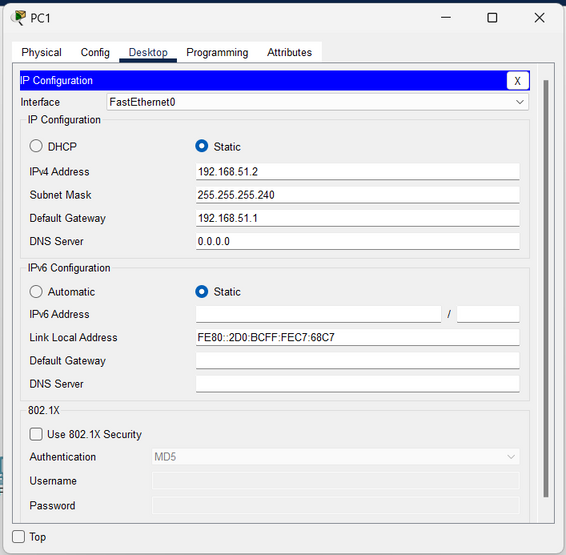 PC1
Physical Config Desktop Programming Attributes
IP Configuration X
Interface FastEthernet0
IP Configuration
DHCP Static
IPv4 Address 192.168.51.2
Subnet Mask 255.255.255.240
Default Gateway 192.168.51.1
DNS Server 0.0.0.0
IPv6 Configuration
Automatic Static
IPv6 Address /
Link Local Address FE80::2D0:BCFF:FEC7:68C7
Default Gateway
DNS Server
802.1X
Use 802.1X Security
Authentication MD5
Username
Password
Top